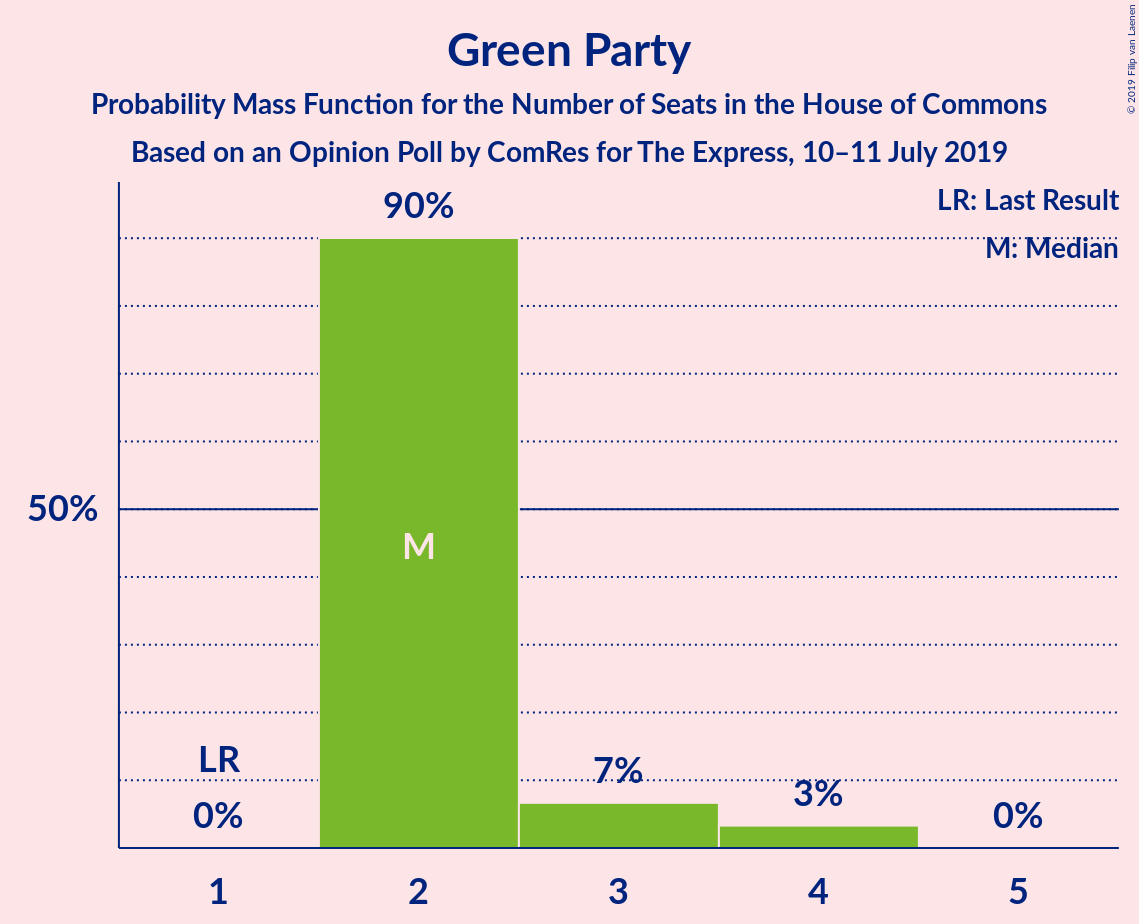 Green Party
Probability Mass Function for the Number of Seats in the House of Commons
Based on an Opinion Poll by ComRes for The Express, 10–11 July 2019
© 2019 Filip van Laenen
LR: Last Result
M: Median
90%
50%
M
LR
0%
7%
3%
0%
1 2 3 4 5